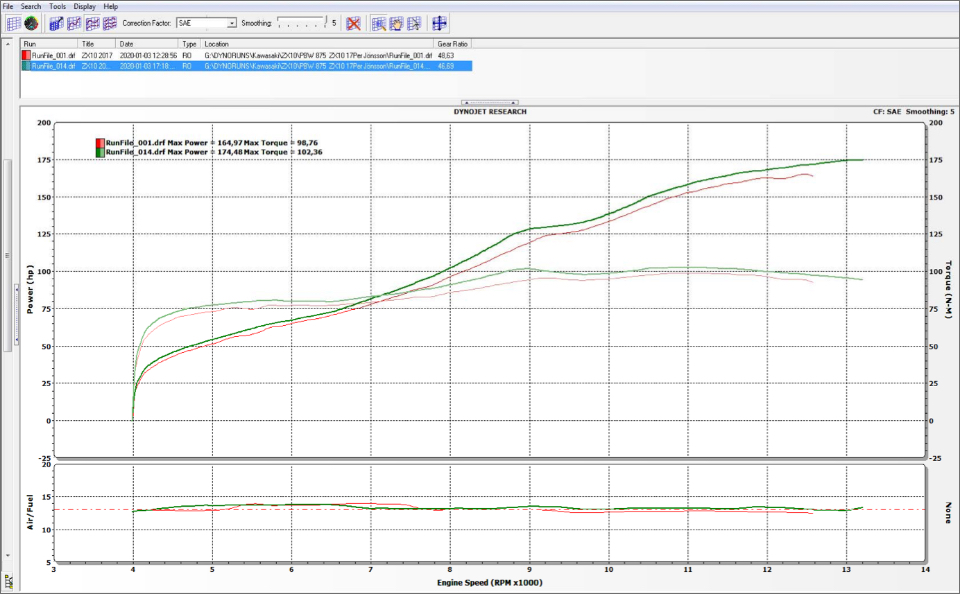 File Search Tools Display Help
Correction Factor: SAE Smoothing: 5
Run Title Date Type Location Gear Ratio
RunFile_001.drf ZX10 2017 2020-01-03 12:28:56 RO G:\DYNORUNS\Kawasaki\ZX10\PBW 875 ZX10 17Per Jönsson\RunFile_001.drf 48,63
RunFile_014.drf ZX10 20... 2020-01-03 17:18:... RO G:\DYNORUNS\Kawasaki\ZX10\PBW 875 ZX10 17Per Jönsson\RunFile_014.... 46,69
DYNOJET RESEARCH
CF: SAE Smoothing: 5
RunFile_001.drf Max Power = 164,97 Max Torque = 98,76
RunFile_014.drf Max Power = 174,48 Max Torque = 102,36
200 200
175 175
150 150
125 125
100 100
75 75
50 50
25 25
0 0
-25 -25
Power (hp)
Torque (N-M)
20
15
10
5
Air/Fuel
None
3 4 5 6 7 8 9 10 11 12 13 14
Engine Speed (RPM x1000)